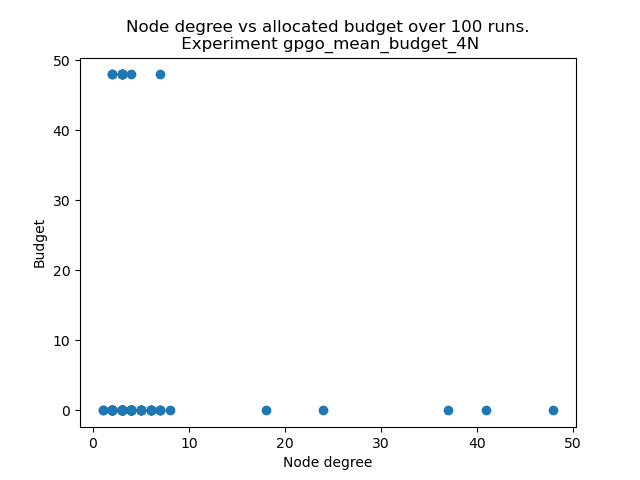 Node degree vs allocated budget over 100 runs.
Experiment gpgo_mean_budget_4N
50
40
30
20
10
0
Budget
0 10 20 30 40 50
Node degree